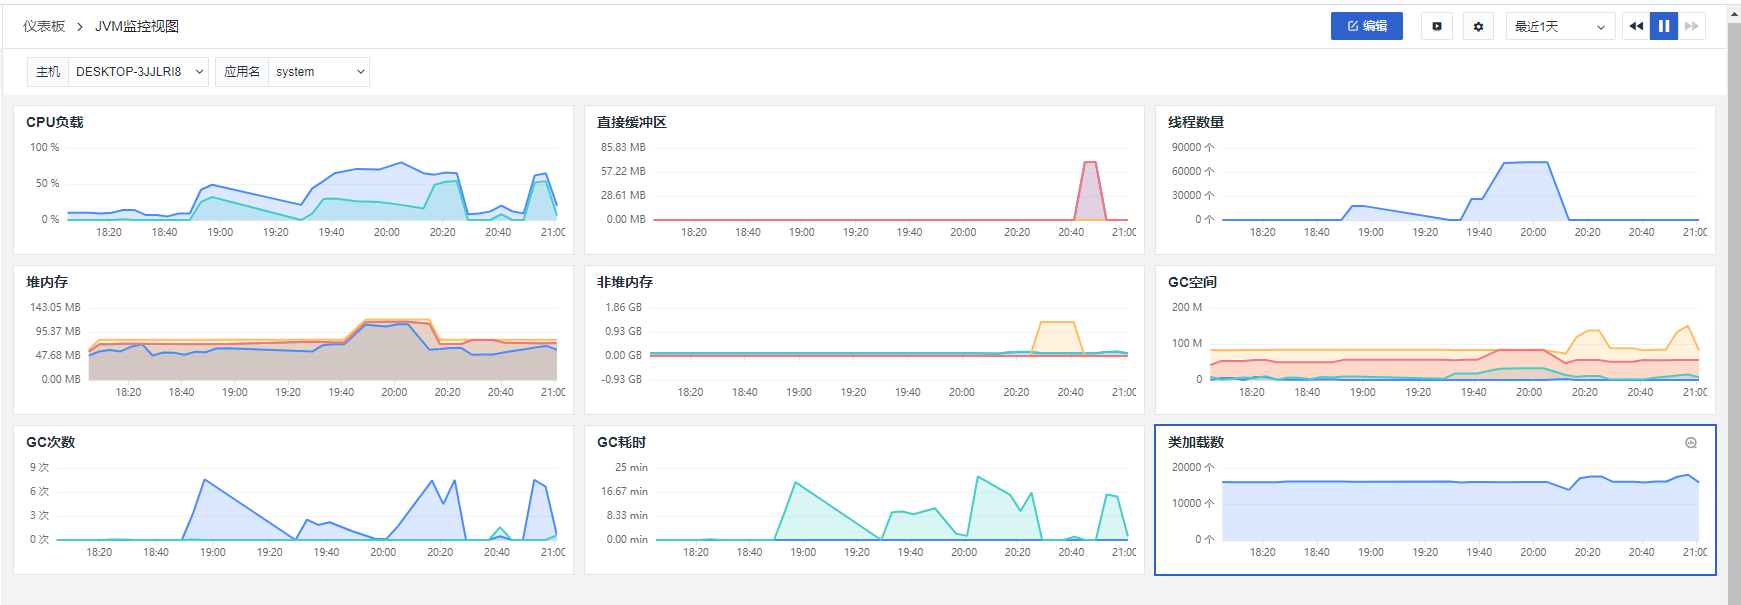 仪表板 > JVM监控视图
编辑
最近1天
主机 DESKTOP-3JJLRI8 应用名 system
CPU负载
100 %
50 %
0 %
18:20 18:40 19:00 19:20 19:40 20:00 20:20 20:40 21:00
直接缓冲区
85.83 MB
57.22 MB
28.61 MB
0.00 MB
18:20 18:40 19:00 19:20 19:40 20:00 20:20 20:40 21:00
线程数量
90000 个
60000 个
30000 个
0 个
18:20 18:40 19:00 19:20 19:40 20:00 20:20 20:40 21:00
堆内存
143.05 MB
95.37 MB
47.68 MB
0.00 MB
18:20 18:40 19:00 19:20 19:40 20:00 20:20 20:40 21:00
非堆内存
1.86 GB
0.93 GB
0.00 GB
-0.93 GB
18:20 18:40 19:00 19:20 19:40 20:00 20:20 20:40 21:00
GC空间
200 M
100 M
0
18:20 18:40 19:00 19:20 19:40 20:00 20:20 20:40 21:00
GC次数
9 次
6 次
3 次
0 次
18:20 18:40 19:00 19:20 19:40 20:00 20:20 20:40 21:00
GC耗时
25 min
16.67 min
8.33 min
0.00 min
18:20 18:40 19:00 19:20 19:40 20:00 20:20 20:40 21:00
类加载数
20000 个
10000 个
0 个
18:20 18:40 19:00 19:20 19:40 20:00 20:20 20:40 21:00